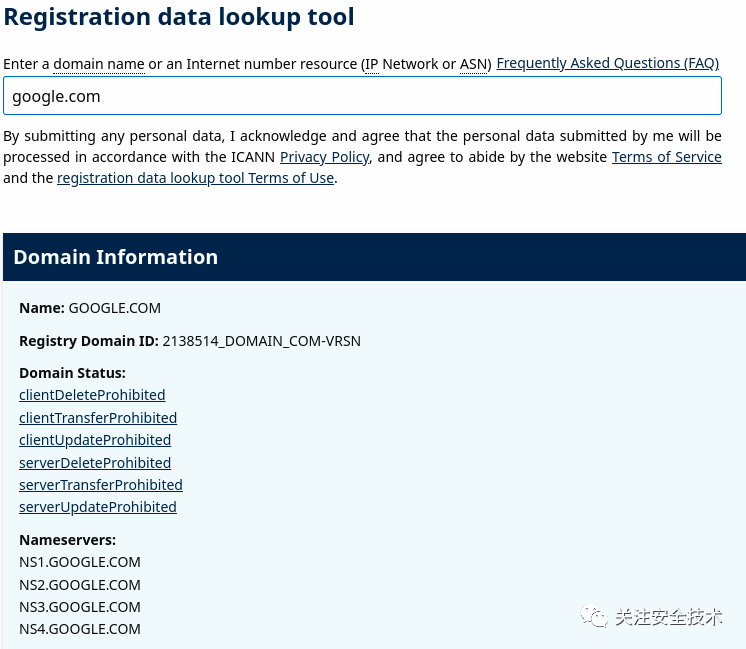 Registration data lookup tool
Enter a domain name or an Internet number resource (IP Network or ASN) Frequently Asked Questions (FAQ)
google.com
By submitting any personal data, I acknowledge and agree that the personal data submitted by me will be
processed in accordance with the ICANN Privacy Policy, and agree to abide by the website Terms of Service
and the registration data lookup tool Terms of Use.
Domain Information
Name: GOOGLE.COM
Registry Domain ID: 2138514_DOMAIN_COM-VRSN
Domain Status:
clientDeleteProhibited
clientTransferProhibited
clientUpdateProhibited
serverDeleteProhibited
serverTransferProhibited
serverUpdateProhibited
Nameservers:
NS1.GOOGLE.COM
NS2.GOOGLE.COM
NS3.GOOGLE.COM
NS4.GOOGLE.COM
关注安全技术